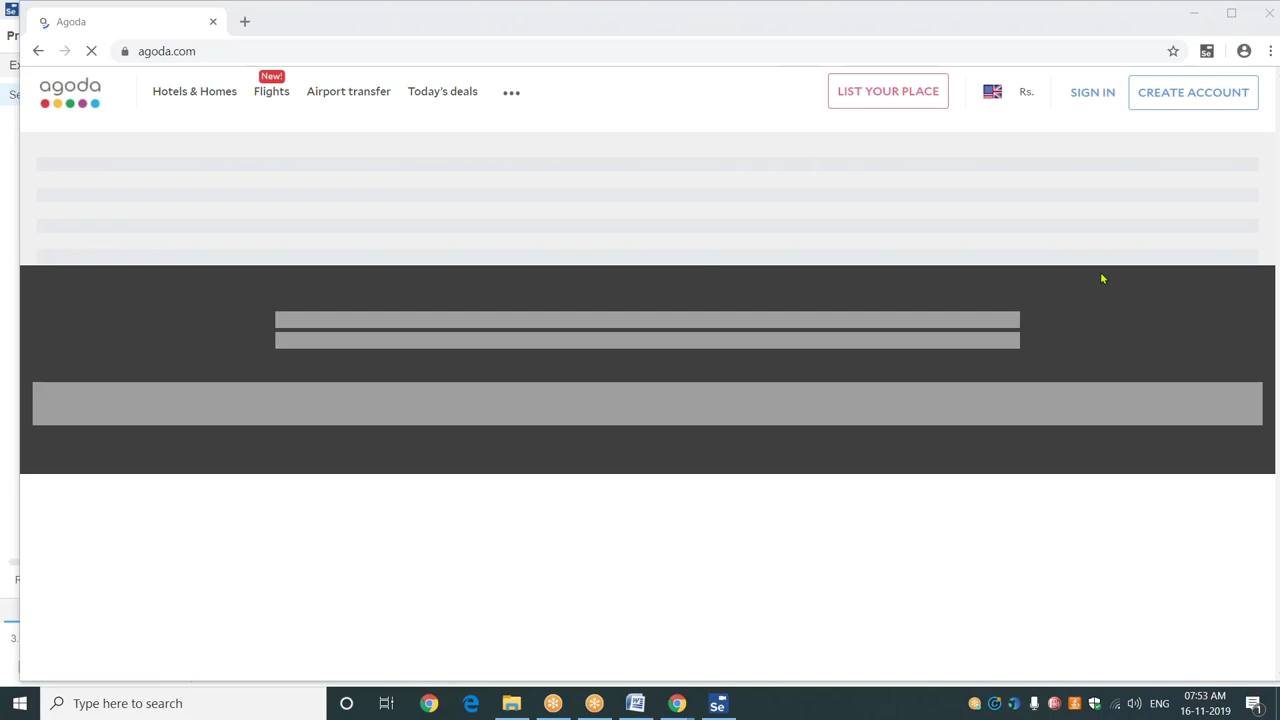 Agoda
agoda.com
agoda
Hotels & Homes
New!
Flights
Airport transfer
Today's deals
LIST YOUR PLACE
Rs.
SIGN IN
CREATE ACCOUNT
3.
Type here to search
ENG
07:53 AM
16-11-2019